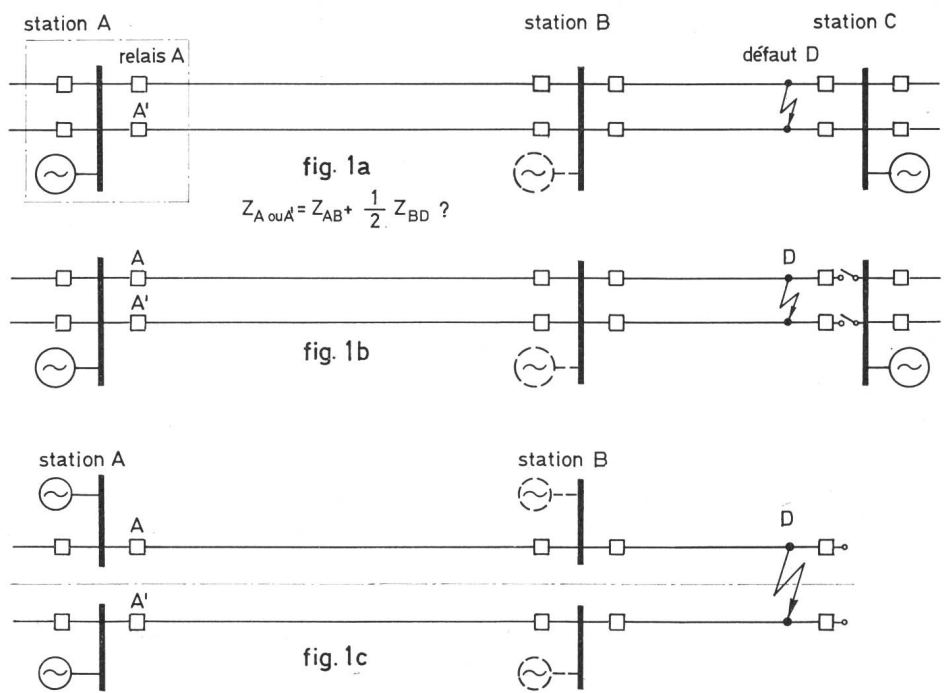 station A
station B
station C
relais A
défaut D
A'
fig. 1a
Z_A ou A' = Z_AB + 1/2 Z_BD ?
A
D
A'
fig. 1b
station A
station B
A
D
A'
fig. 1c